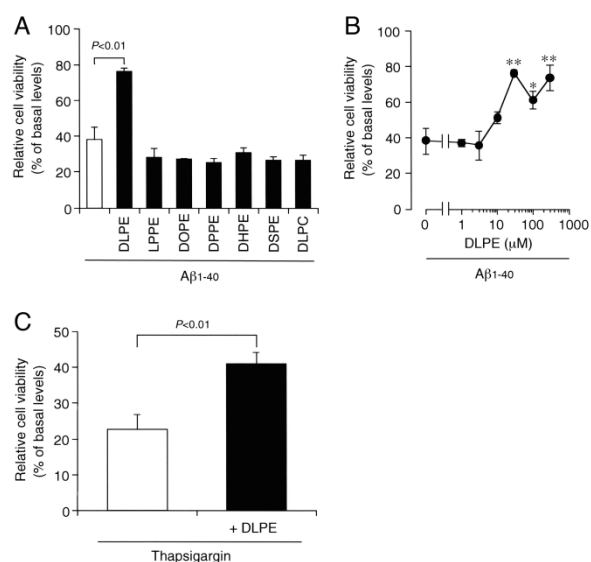 A
P<0.01
Relative cell viability
(% of basal levels)
100
80
60
40
20
0
DLPE
LPPE
DOPE
DPPE
DHPE
DSPE
DLPC
Aβ1-40
B
Relative cell viability
(% of basal levels)
100
80
60
40
20
0
**
*
**
0 1 10 100 1000
DLPE (μM)
Aβ1-40
C
P<0.01
Relative cell viability
(% of basal levels)
50
40
30
20
10
0
+ DLPE
Thapsigargin